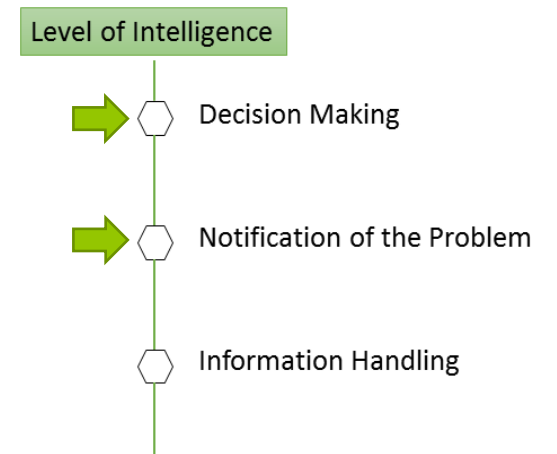 Level of Intelligence
Decision Making
Notification of the Problem
Information Handling